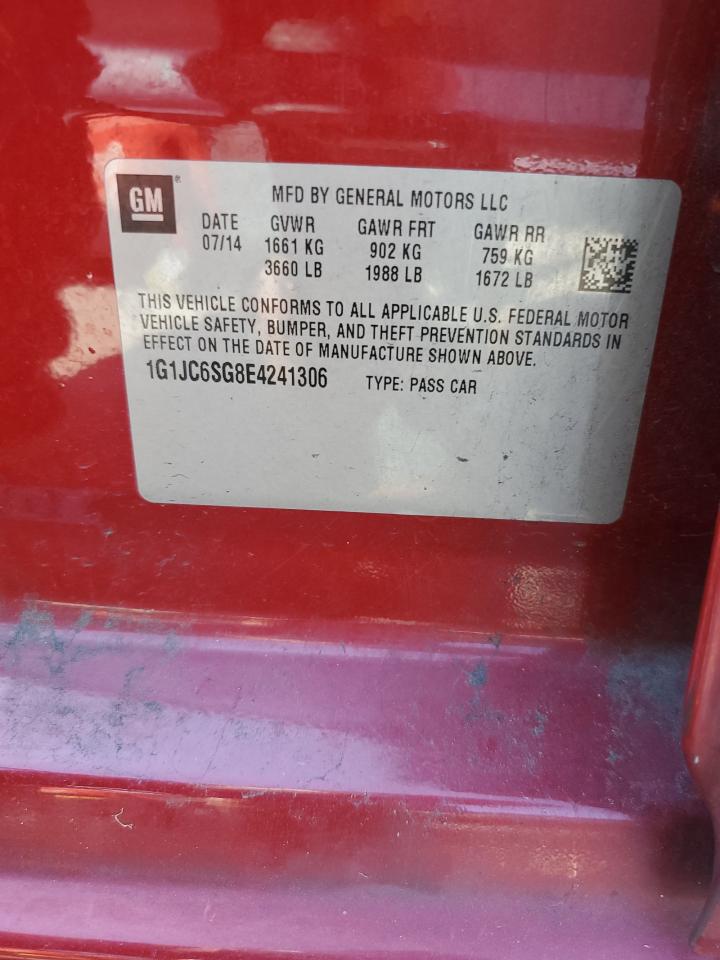 GM®
MFD BY GENERAL MOTORS LLC
DATE GVWR GAWR FRT GAWR RR
07/14 1661 KG 902 KG 759 KG
3660 LB 1988 LB 1672 LB
THIS VEHICLE CONFORMS TO ALL APPLICABLE U.S. FEDERAL MOTOR
VEHICLE SAFETY, BUMPER, AND THEFT PREVENTION STANDARDS IN
EFFECT ON THE DATE OF MANUFACTURE SHOWN ABOVE.
1G1JC6SG8E4241306 TYPE: PASS CAR